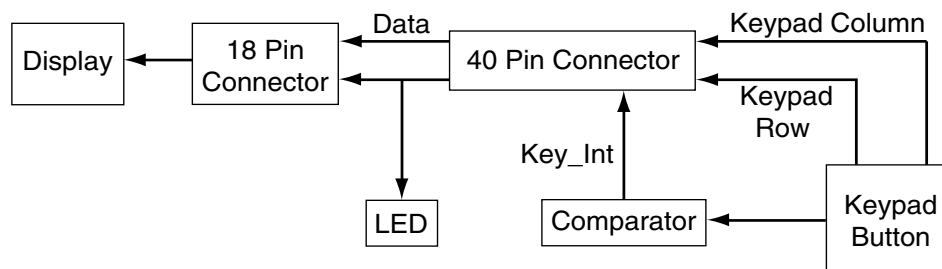 Display
18 Pin
Connector
Data
40 Pin Connector
Keypad Column
Keypad
Row
Key_Int
LED
Comparator
Keypad
Button